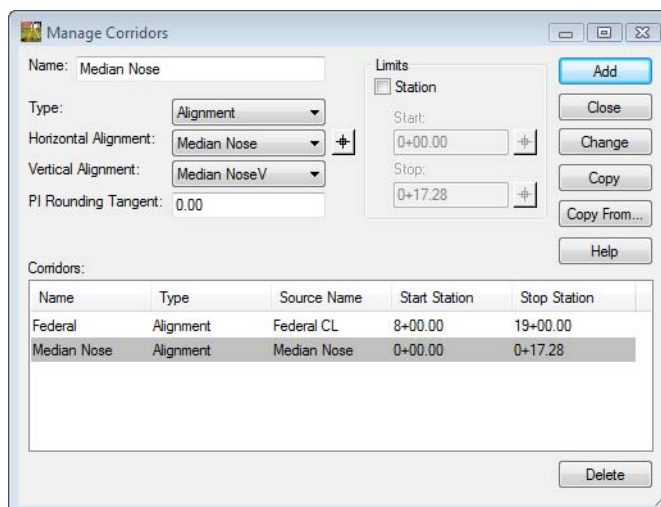 Manage Corridors
Name: Median Nose
Type: Alignment
Horizontal Alignment: Median Nose
Vertical Alignment: Median NoseV
PI Rounding Tangent: 0.00
Limits
Station
Start:
0+00.00
Stop:
0+17.28
Add
Close
Change
Copy
Copy From...
Help
Corridors:
Name Type Source Name Start Station Stop Station
Federal Alignment Federal CL 8+00.00 19+00.00
Median Nose Alignment Median Nose 0+00.00 0+17.28
Delete